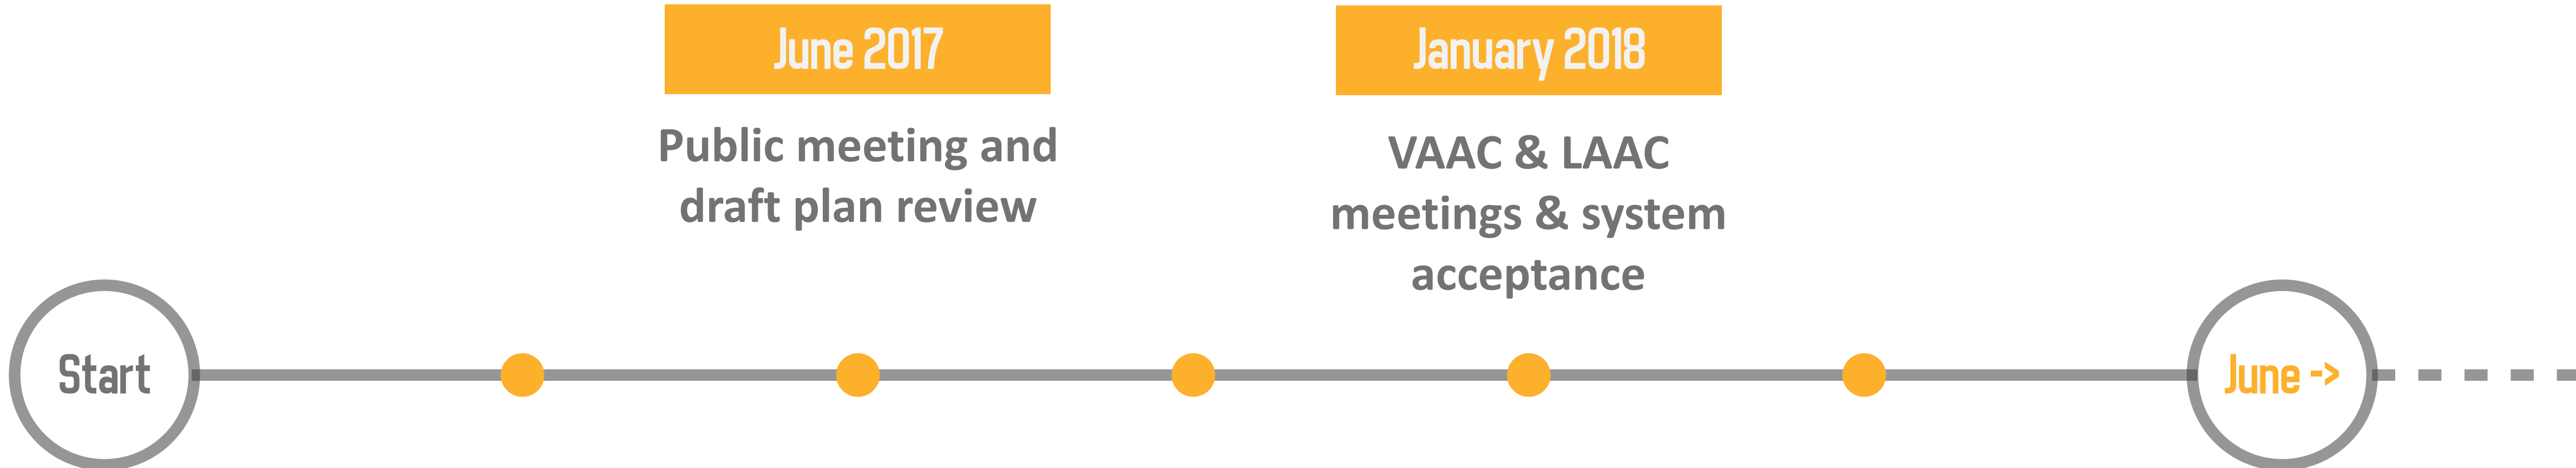 June 2017
January 2018
Public meeting and
draft plan review
VAAC & LAAC
meetings & system
acceptance
Start
June ->